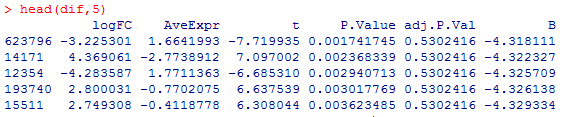 > head(dif,5)
logFC AveExpr t P.Value adj.P.Val B
623796 -3.225301 1.6641993 -7.719935 0.001741745 0.5302416 -4.318111
14171 4.369061 -2.7738912 7.097002 0.002368339 0.5302416 -4.322327
12354 -4.283587 1.7711363 -6.685310 0.002940713 0.5302416 -4.325709
193740 2.800031 -0.7702075 6.637539 0.003017769 0.5302416 -4.326138
15511 2.749308 -0.4118778 6.308044 0.003623485 0.5302416 -4.329334